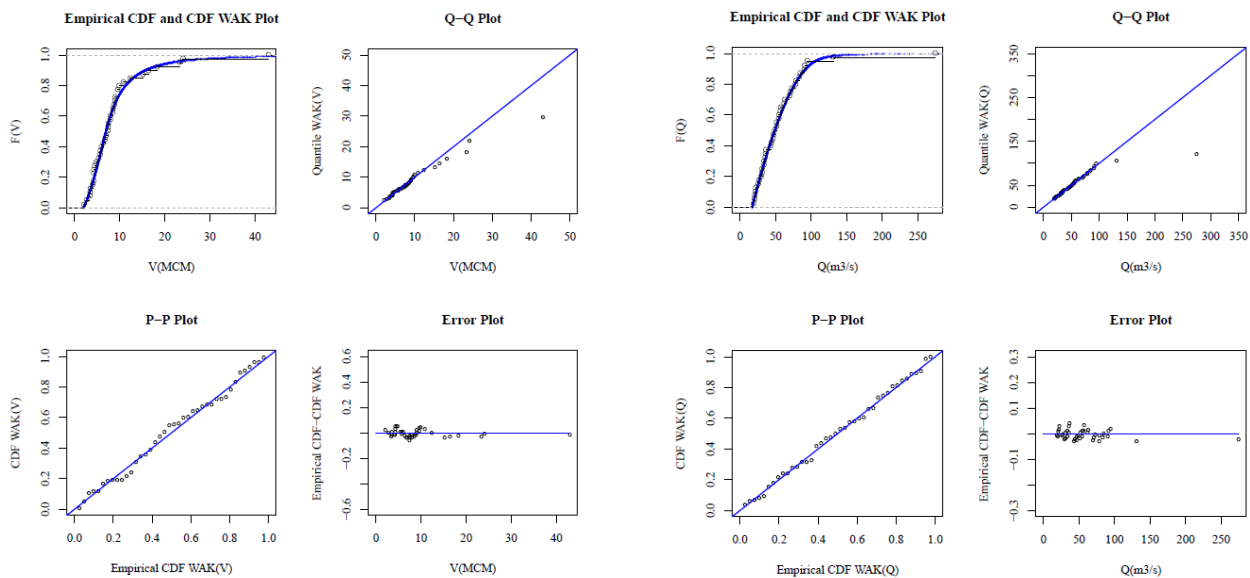 Empirical CDF and CDF WAK Plot
F(V)
0.0 0.2 0.4 0.6 0.8 1.0
0 10 20 30 40
V(MCM)
Q−Q Plot
Quantile WAK(V)
0 10 20 30 40 50
0 10 20 30 40 50
V(MCM)
Empirical CDF and CDF WAK Plot
F(Q)
0.0 0.2 0.4 0.6 0.8 1.0
0 50 100 150 200 250
Q(m3/s)
Q−Q Plot
Quantile WAK(Q)
0 50 150 250 350
0 50 100 150 200 250 300 350
Q(m3/s)
P−P Plot
CDF WAK(V)
0.0 0.2 0.4 0.6 0.8 1.0
0.0 0.2 0.4 0.6 0.8 1.0
Empirical CDF WAK(V)
Error Plot
Empirical CDF−CDF WAK
−0.6 −0.2 0.2 0.6
0 10 20 30 40
V(MCM)
P−P Plot
CDF WAK(Q)
0.0 0.2 0.4 0.6 0.8 1.0
0.0 0.2 0.4 0.6 0.8 1.0
Empirical CDF WAK(Q)
Error Plot
Empirical CDF−CDF WAK
−0.3 −0.1 0.1 0.3
0 50 100 150 200 250
Q(m3/s)